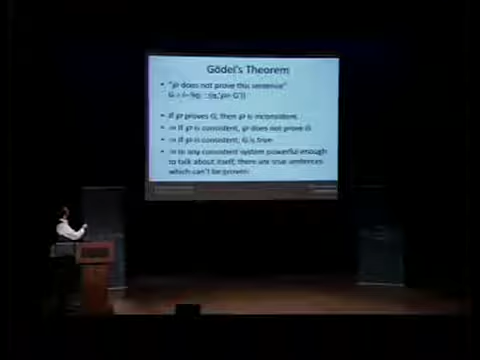 Gödel's Theorem
• "℘ does not prove this sentence"
• If ℘ proves G, then ℘ is inconsistent.
• ⇒ If ℘ is consistent, ℘ does not prove G
• ⇒ If ℘ is consistent, G is true
• ⇒ In any consistent system powerful enough
to talk about itself, there are true sentences
which can't be proven